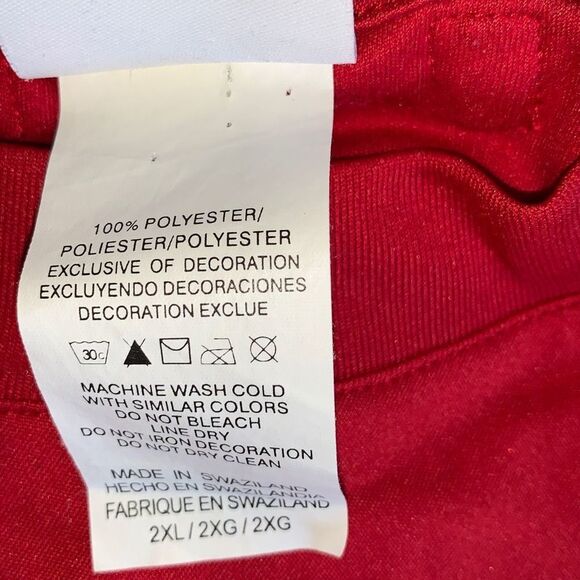 100% POLYESTER/
POLIESTER/POLYESTER
EXCLUSIVE OF DECORATION
EXCLUYENDO DECORACIONES
DECORATION EXCLUE
30c
MACHINE WASH COLD
WITH SIMILAR COLORS
DO NOT BLEACH
LINE DRY
DO NOT IRON DECORATION
DO NOT DRY CLEAN
MADE IN SWAZILAND
HECHO EN SWAZILANDIA
FABRIQUE EN SWAZILAND
2XL / 2XG / 2XG